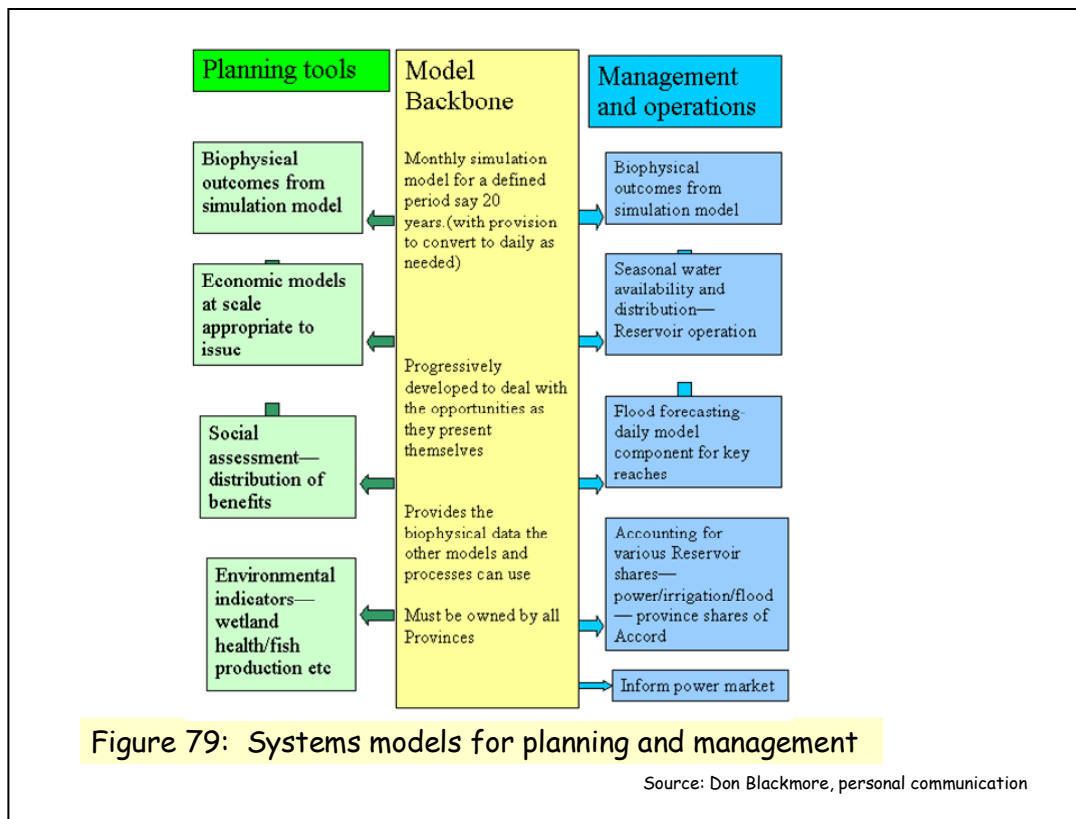 Planning tools
Biophysical
outcomes from
simulation model
Economic models
at scale
appropriate to
issue
Social
assessment—
distribution of
benefits
Environmental
indicators—
wetland
health/fish
production etc
Model
Backbone
Monthly simulation
model for a defined
period say 20
years.(with provision
to convert to daily as
needed)
Progressively
developed to deal with
the opportunities as
they present
themselves
Provides the
biophysical data the
other models and
processes can use
Must be owned by all
Provinces
Management
and operations
Biophysical
outcomes from
simulation model
Seasonal water
availability and
distribution—
Reservoir operation
Flood forecasting-
daily model
component for key
reaches
Accounting for
various Reservoir
shares—
power/irrigation/flood
— province shares of
Accord
Inform power market
Figure 79: Systems models for planning and management
Source: Don Blackmore, personal communication